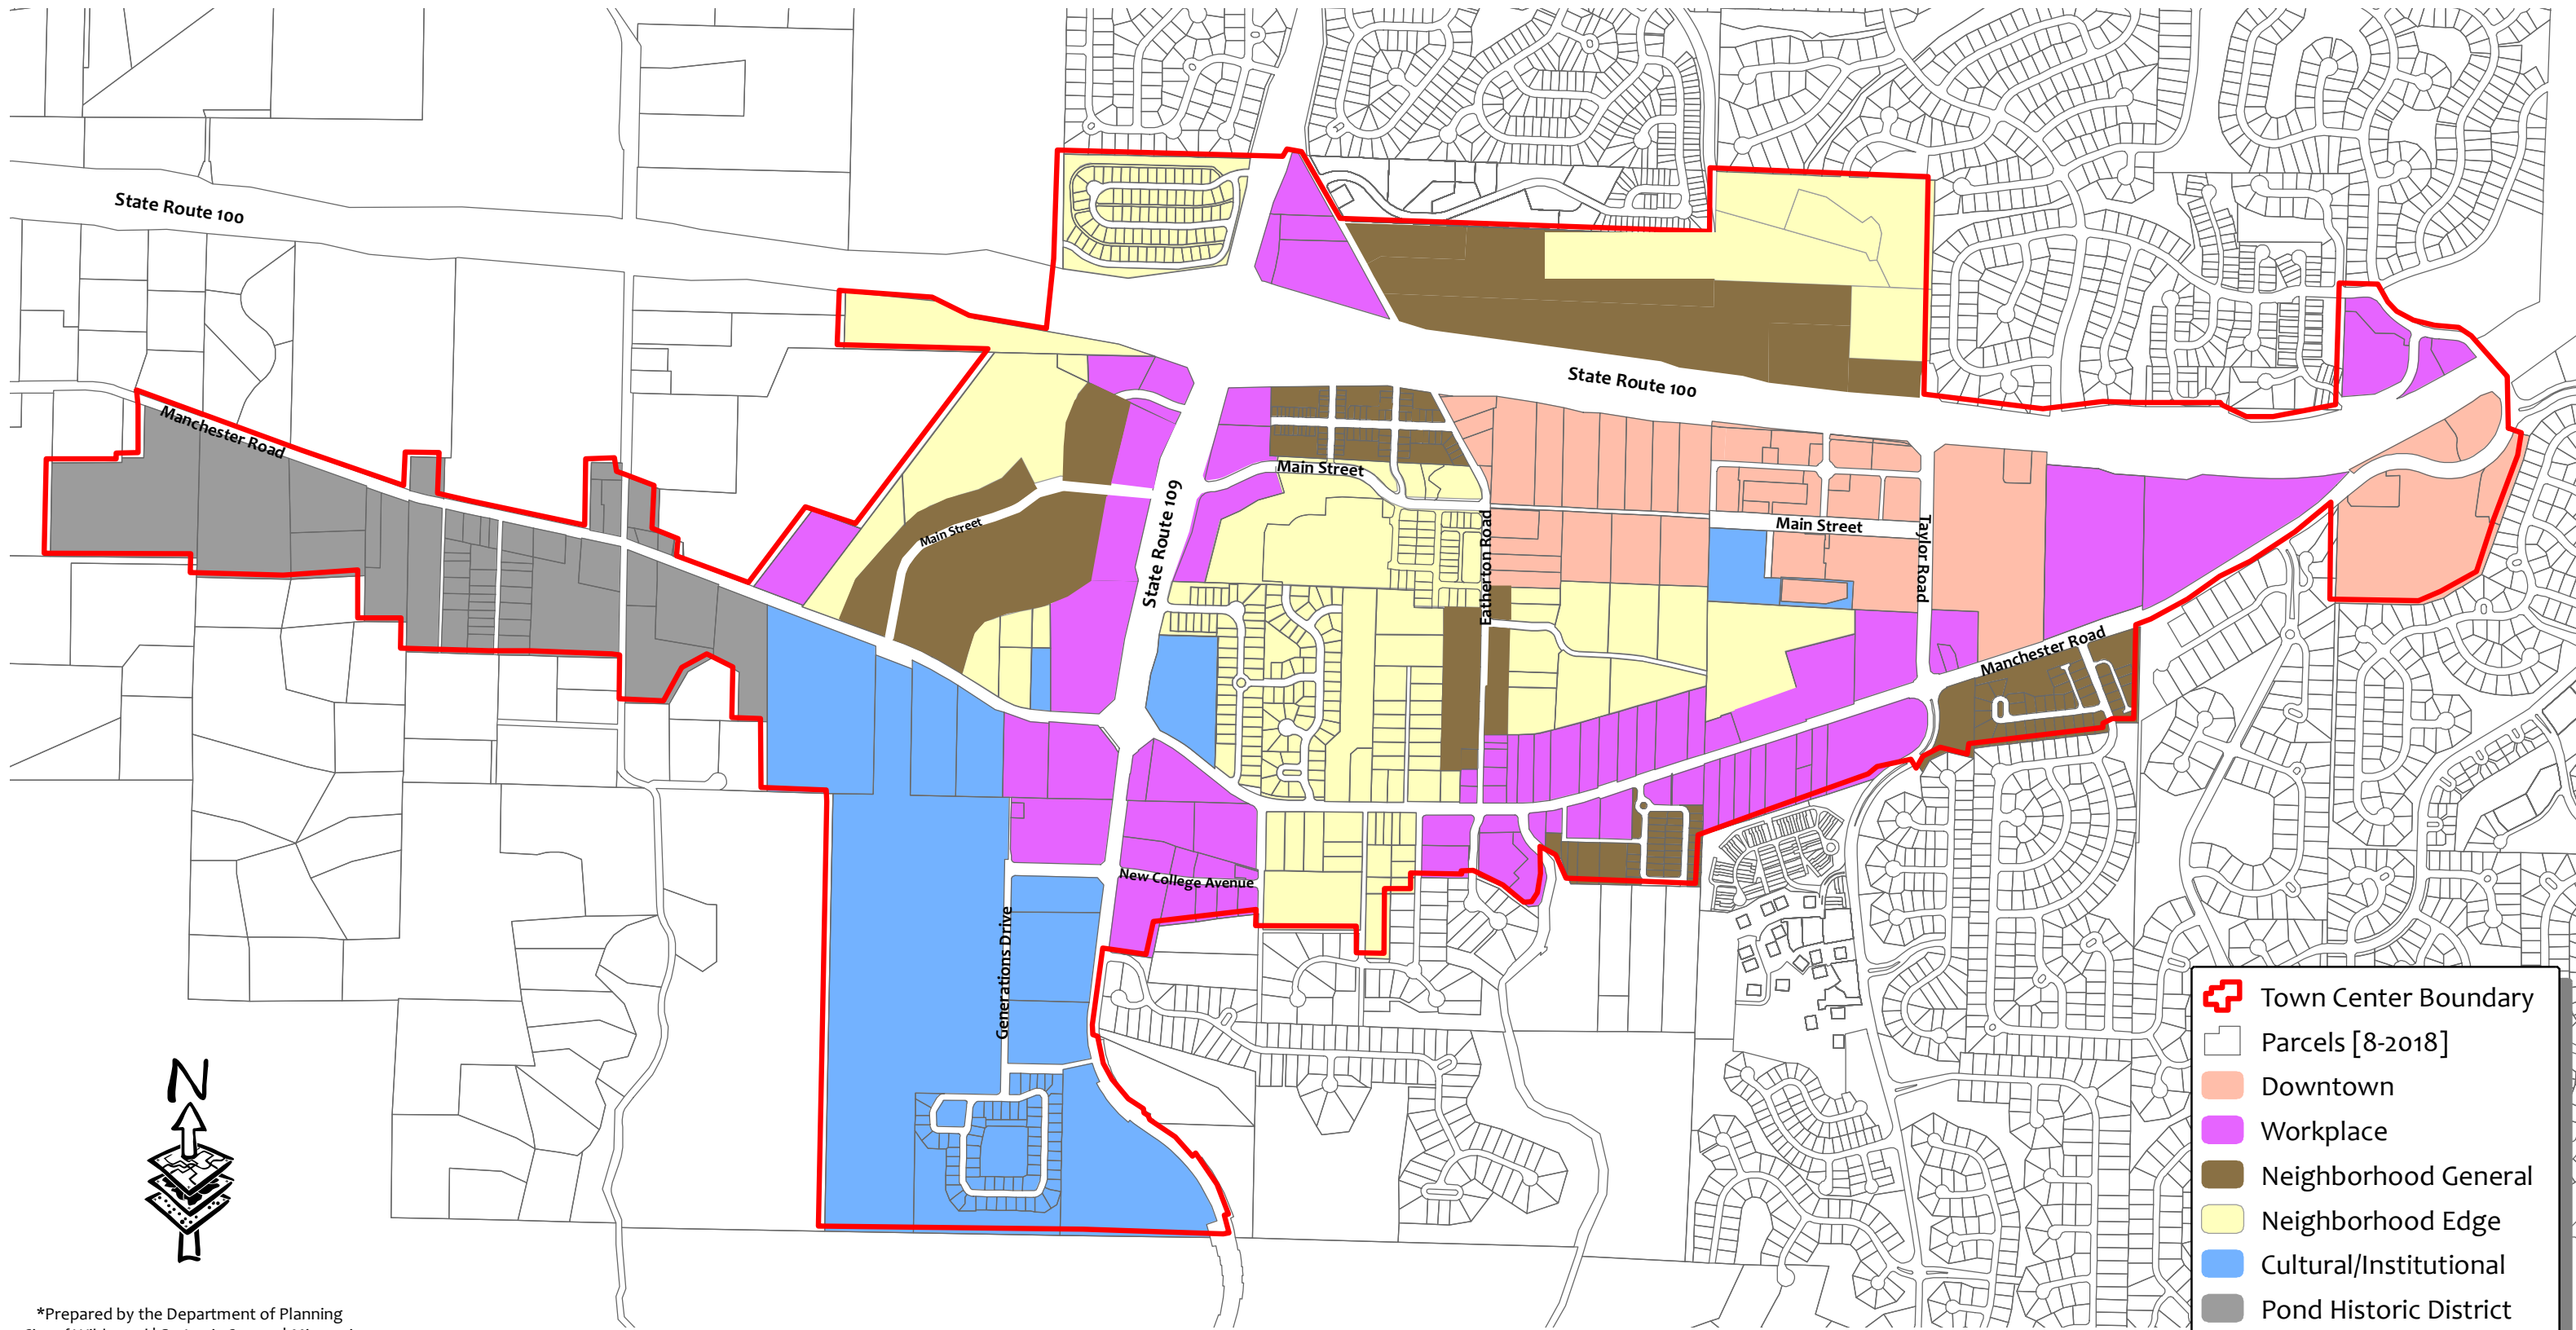 State Route 100
State Route 100
Manchester Road
Main Street
Main Street
State Route 109
Eatherton Road
Main Street
Taylor Road
Manchester Road
New College Avenue
Generations Drive
N
Town Center Boundary
Parcels [8-2018]
Downtown
Workplace
Neighborhood General
Neighborhood Edge
Cultural/Institutional
Pond Historic District
*Prepared by the Department of Planning